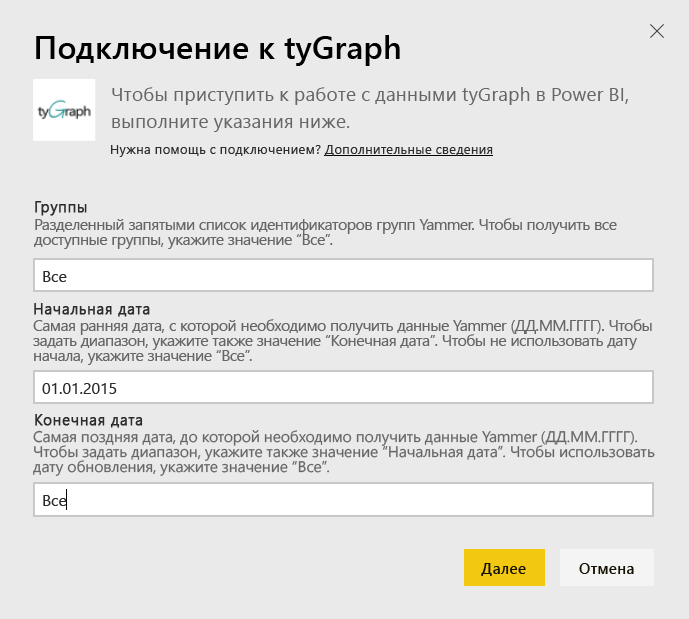 Подключение к tyGraph
tyGraph
Чтобы приступить к работе с данными tyGraph в Power BI,
выполните указания ниже.
Нужна помощь с подключением? Дополнительные сведения
Группы
Разделенный запятыми список идентификаторов групп Yammer. Чтобы получить все
доступные группы, укажите значение “Все”.
Все
Начальная дата
Самая ранняя дата, с которой необходимо получить данные Yammer (ДД.ММ.ГГГГ). Чтобы
задать диапазон, укажите также значение “Конечная дата”. Чтобы не использовать дату
начала, укажите значение “Все”.
01.01.2015
Конечная дата
Самая поздняя дата, до которой необходимо получить данные Yammer (ДД.ММ.ГГГГ).
Чтобы задать диапазон, укажите также значение “Начальная дата”. Чтобы использовать
дату обновления, укажите значение “Все”.
Все
Далее
Отмена